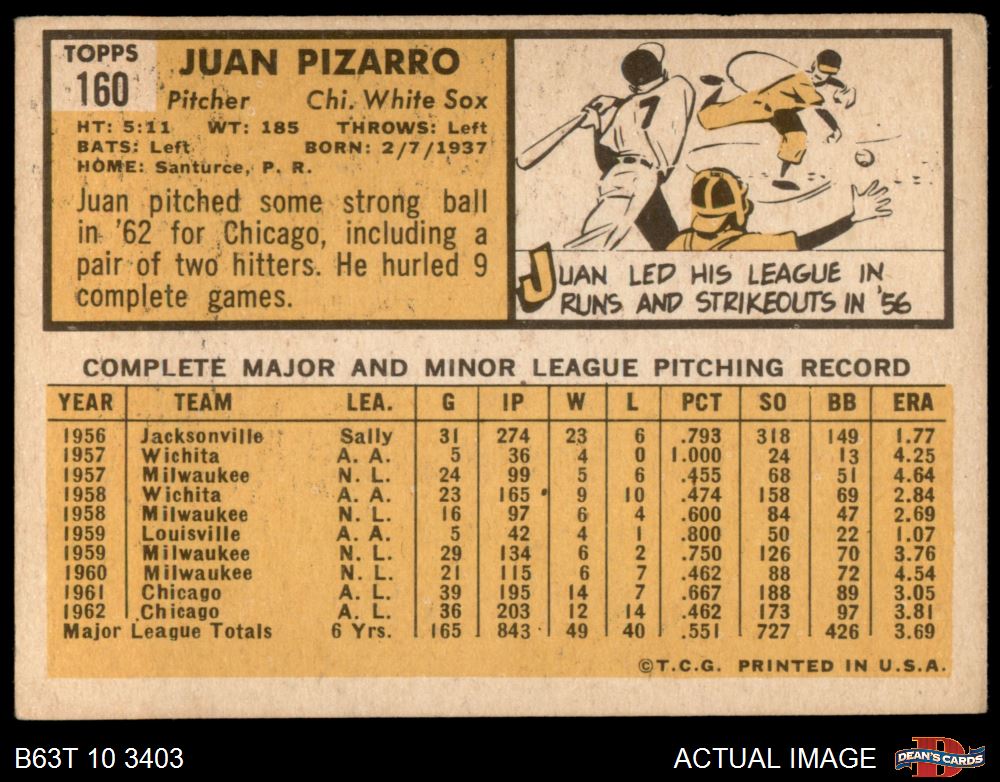 TOPPS
160
JUAN PIZARRO
Pitcher Chi. White Sox
HT: 5:11 WT: 185 THROWS: Left
BATS: Left BORN: 2/7/1937
HOME: Santurce, P. R.
Juan pitched some strong ball
in '62 for Chicago, including a
pair of two hitters. He hurled 9
complete games.
7
JUAN LED HIS LEAGUE IN
RUNS AND STRIKEOUTS IN '56
COMPLETE MAJOR AND MINOR LEAGUE PITCHING RECORD
YEAR TEAM LEA. G IP W L PCT SO BB ERA
1956 Jacksonville Sally 31 274 23 6 .793 318 149 1.77
1957 Wichita A. A. 5 36 4 0 1.000 24 13 4.25
1957 Milwaukee N. L. 24 99 5 6 .455 68 51 4.64
1958 Wichita A. A. 23 165 9 10 .474 158 69 2.84
1958 Milwaukee N. L. 16 97 6 4 .600 84 47 2.69
1959 Louisville A. A. 5 42 4 1 .800 50 22 1.07
1959 Milwaukee N. L. 29 134 6 2 .750 126 70 3.76
1960 Milwaukee N. L. 21 115 6 7 .462 88 72 4.54
1961 Chicago A. L. 39 195 14 7 .667 188 89 3.05
1962 Chicago A. L. 36 203 12 14 .462 173 97 3.81
Major League Totals 6 Yrs. 165 843 49 40 .551 727 426 3.69
©T.C.G. PRINTED IN U.S.A.
B63T 10 3403
ACTUAL IMAGE
D
DEAN'S CARDS